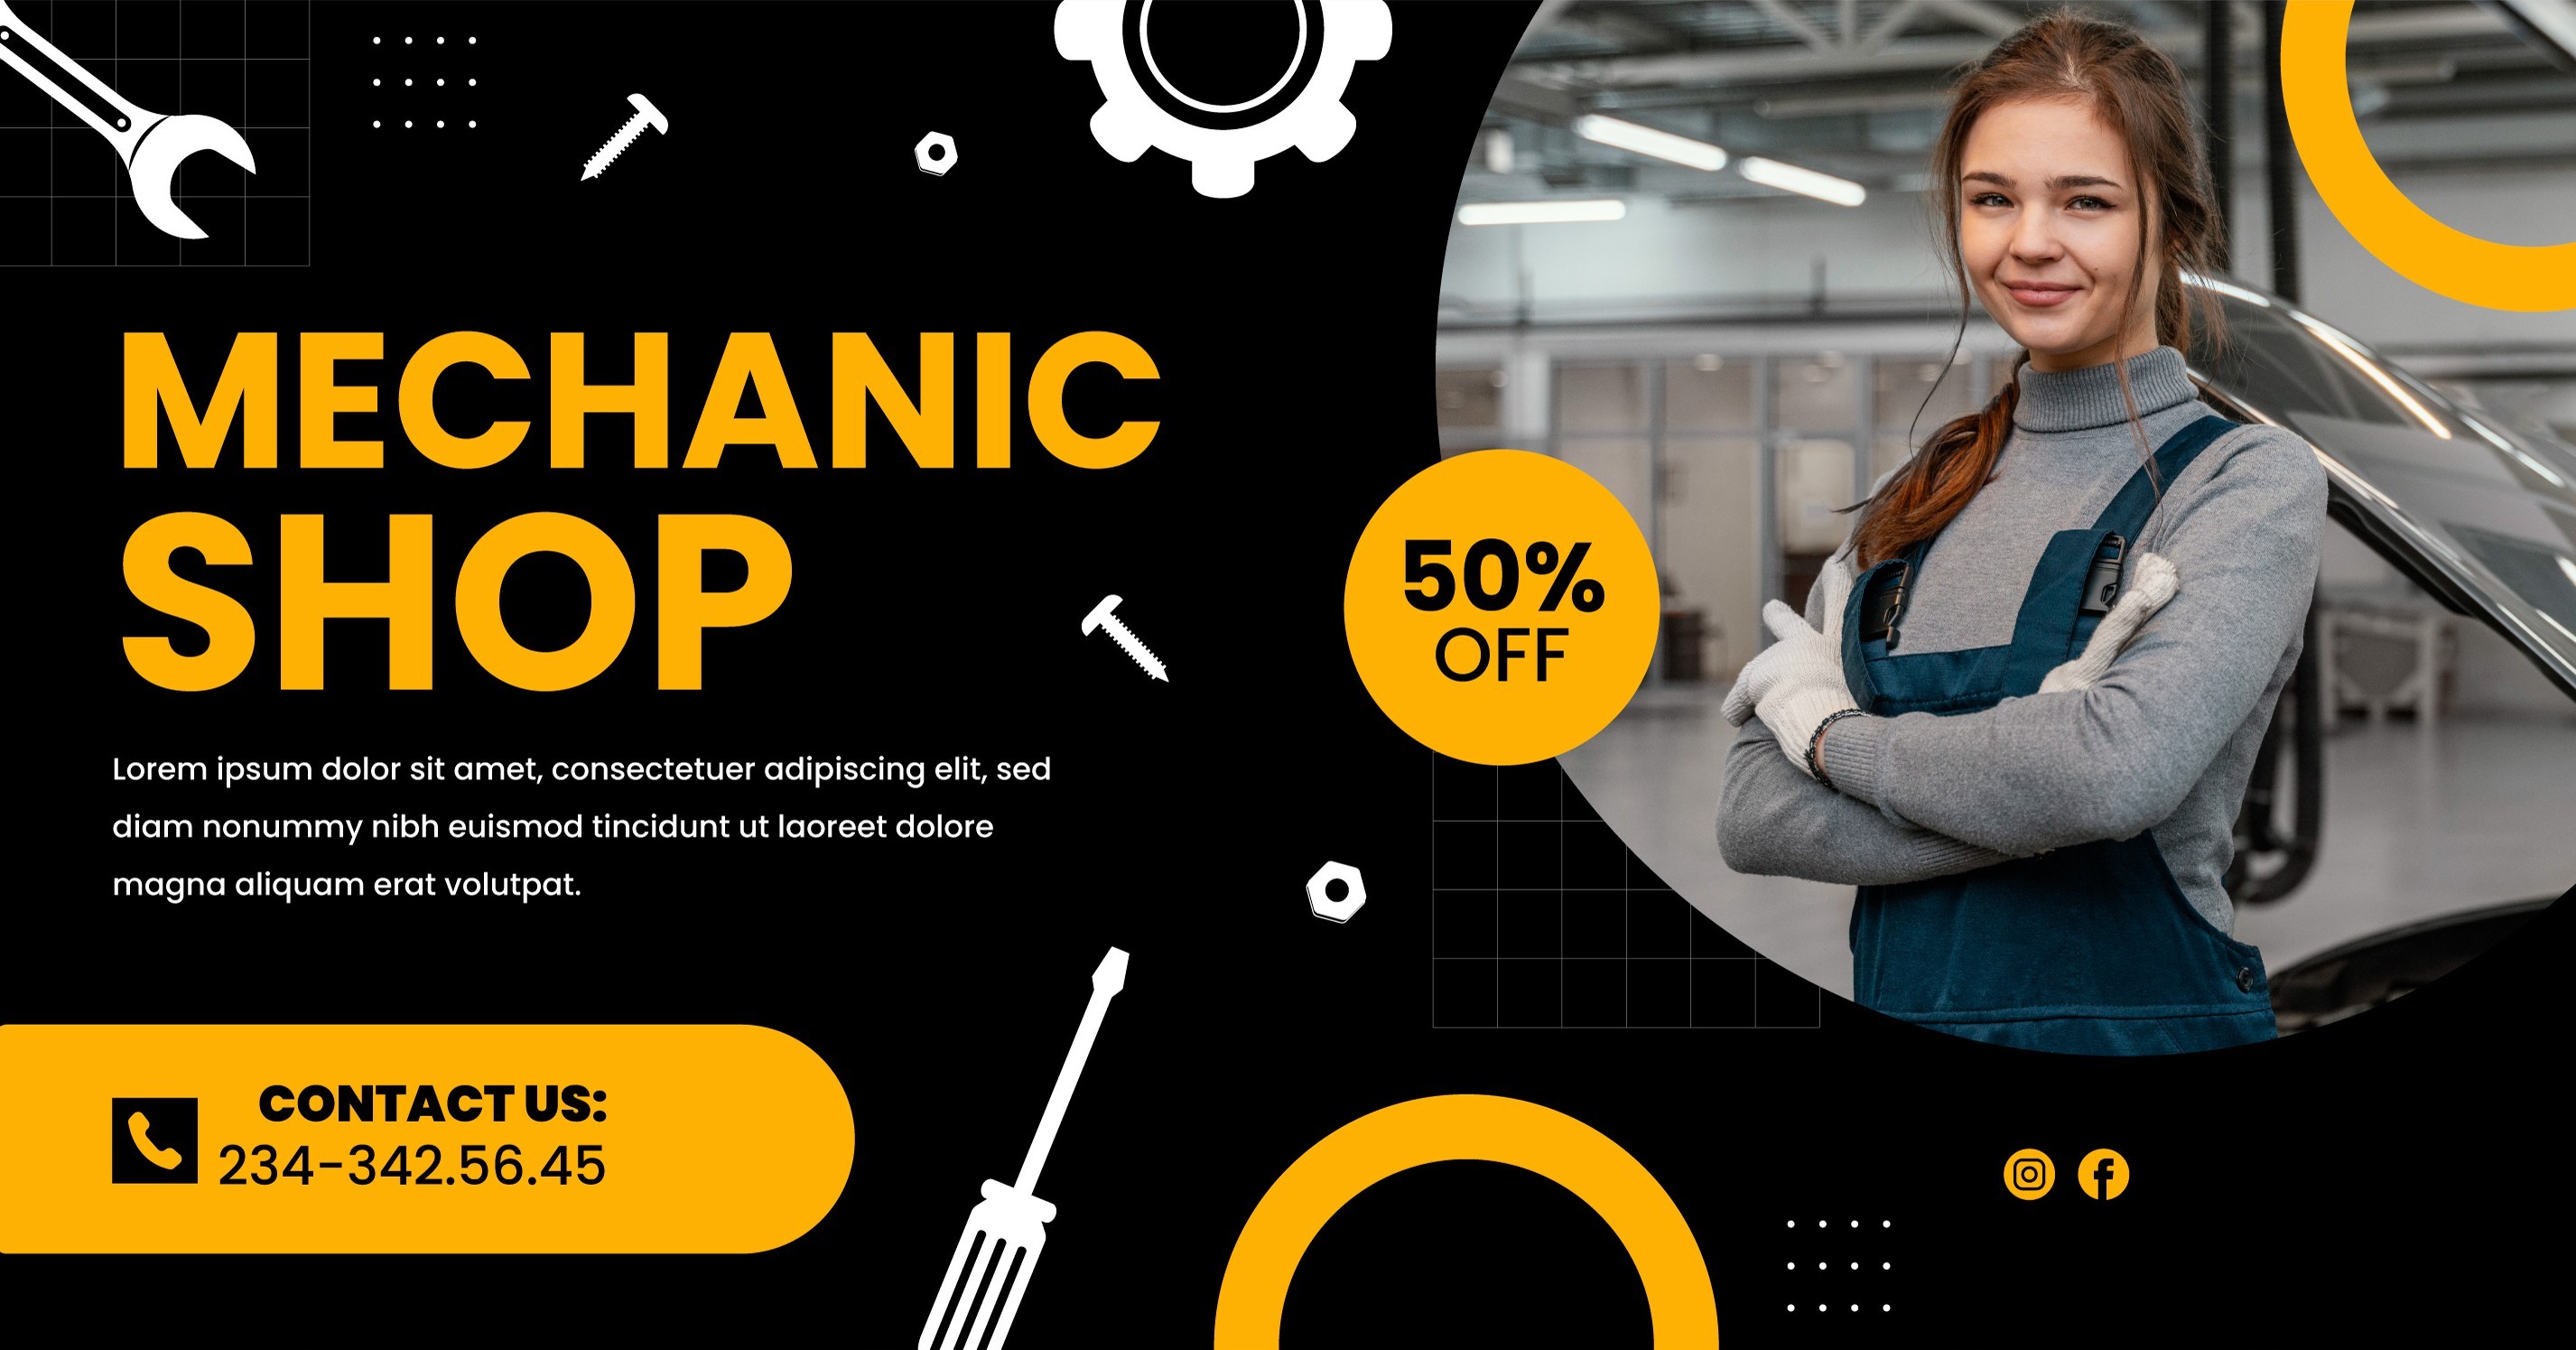 MECHANIC
SHOP
50%
OFF
Lorem ipsum dolor sit amet, consectetuer adipiscing elit, sed
diam nonummy nibh euismod tincidunt ut laoreet dolore
magna aliquam erat volutpat.
CONTACT US:
234-342.56.45